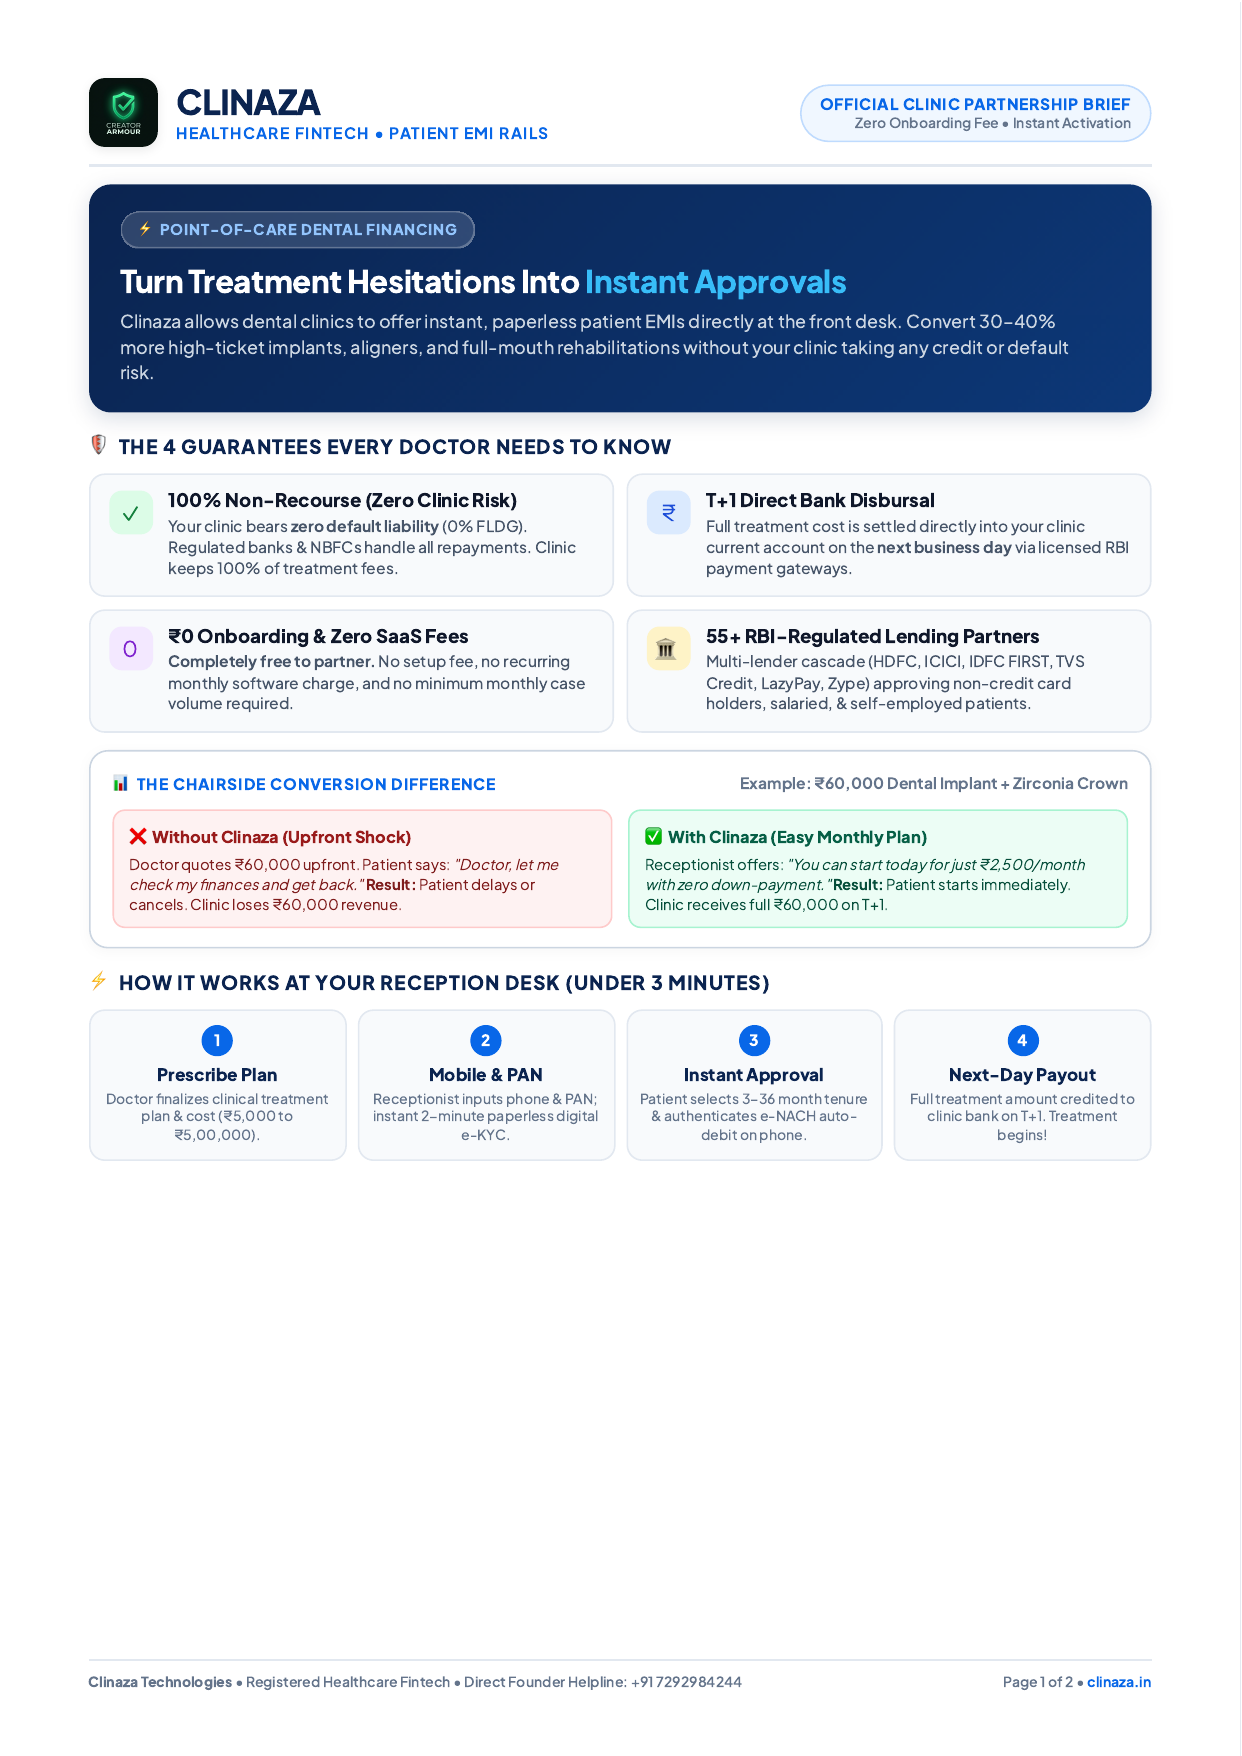 CREATOR
ARMOUR
CLINAZA
HEALTHCARE FINTECH • PATIENT EMI RAILS
OFFICIAL CLINIC PARTNERSHIP BRIEF
Zero Onboarding Fee • Instant Activation
⚡ POINT-OF-CARE DENTAL FINANCING
Turn Treatment Hesitations Into Instant Approvals
Clinaza allows dental clinics to offer instant, paperless patient EMIs directly at the front desk. Convert 30–40%
more high-ticket implants, aligners, and full-mouth rehabilitations without your clinic taking any credit or default
risk.
THE 4 GUARANTEES EVERY DOCTOR NEEDS TO KNOW
✓
100% Non-Recourse (Zero Clinic Risk)
Your clinic bears zero default liability (0% FLDG).
Regulated banks & NBFCs handle all repayments. Clinic
keeps 100% of treatment fees.
₹
T+1 Direct Bank Disbursal
Full treatment cost is settled directly into your clinic
current account on the next business day via licensed RBI
payment gateways.
0
₹0 Onboarding & Zero SaaS Fees
Completely free to partner. No setup fee, no recurring
monthly software charge, and no minimum monthly case
volume required.
55+ RBI-Regulated Lending Partners
Multi-lender cascade (HDFC, ICICI, IDFC FIRST, TVS
Credit, LazyPay, Zype) approving non-credit card
holders, salaried, & self-employed patients.
THE CHAIRSIDE CONVERSION DIFFERENCE
Example: ₹60,000 Dental Implant + Zirconia Crown
❌ Without Clinaza (Upfront Shock)
Doctor quotes ₹60,000 upfront. Patient says: "Doctor, let me
check my finances and get back." Result: Patient delays or
cancels. Clinic loses ₹60,000 revenue.
✅ With Clinaza (Easy Monthly Plan)
Receptionist offers: "You can start today for just ₹2,500/month
with zero down-payment." Result: Patient starts immediately.
Clinic receives full ₹60,000 on T+1.
⚡ HOW IT WORKS AT YOUR RECEPTION DESK (UNDER 3 MINUTES)
1
Prescribe Plan
Doctor finalizes clinical treatment
plan & cost (₹5,000 to
₹5,00,000).
2
Mobile & PAN
Receptionist inputs phone & PAN;
instant 2-minute paperless digital
e-KYC.
3
Instant Approval
Patient selects 3–36 month tenure
& authenticates e-NACH auto-
debit on phone.
4
Next-Day Payout
Full treatment amount credited to
clinic bank on T+1. Treatment
begins!
Clinaza Technologies • Registered Healthcare Fintech • Direct Founder Helpline: +91 7292984244
Page 1 of 2 • clinaza.in